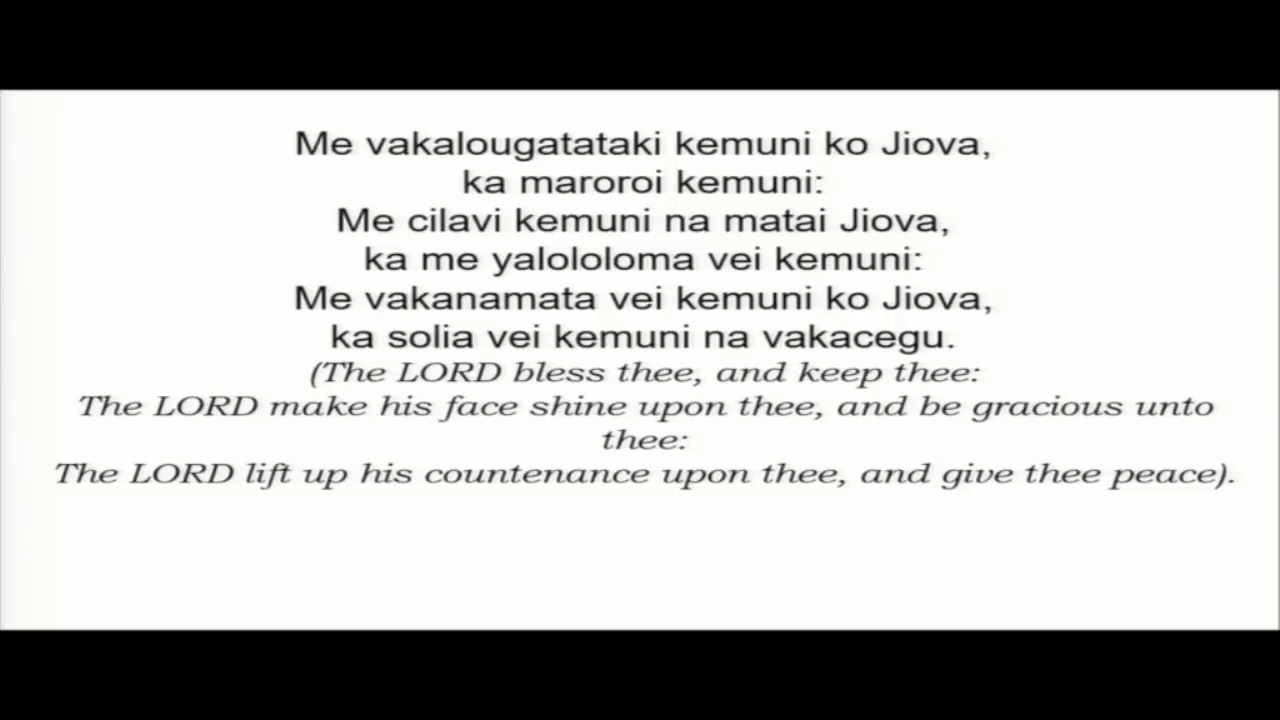 Me vakalougatataki kemuni ko Jiova,
ka maroroi kemuni:
Me cilavi kemuni na matai Jiova,
ka me yalololoma vei kemuni:
Me vakanamata vei kemuni ko Jiova,
ka solia vei kemuni na vakacegu.
(The LORD bless thee, and keep thee:
The LORD make his face shine upon thee, and be gracious unto
thee:
The LORD lift up his countenance upon thee, and give thee peace).